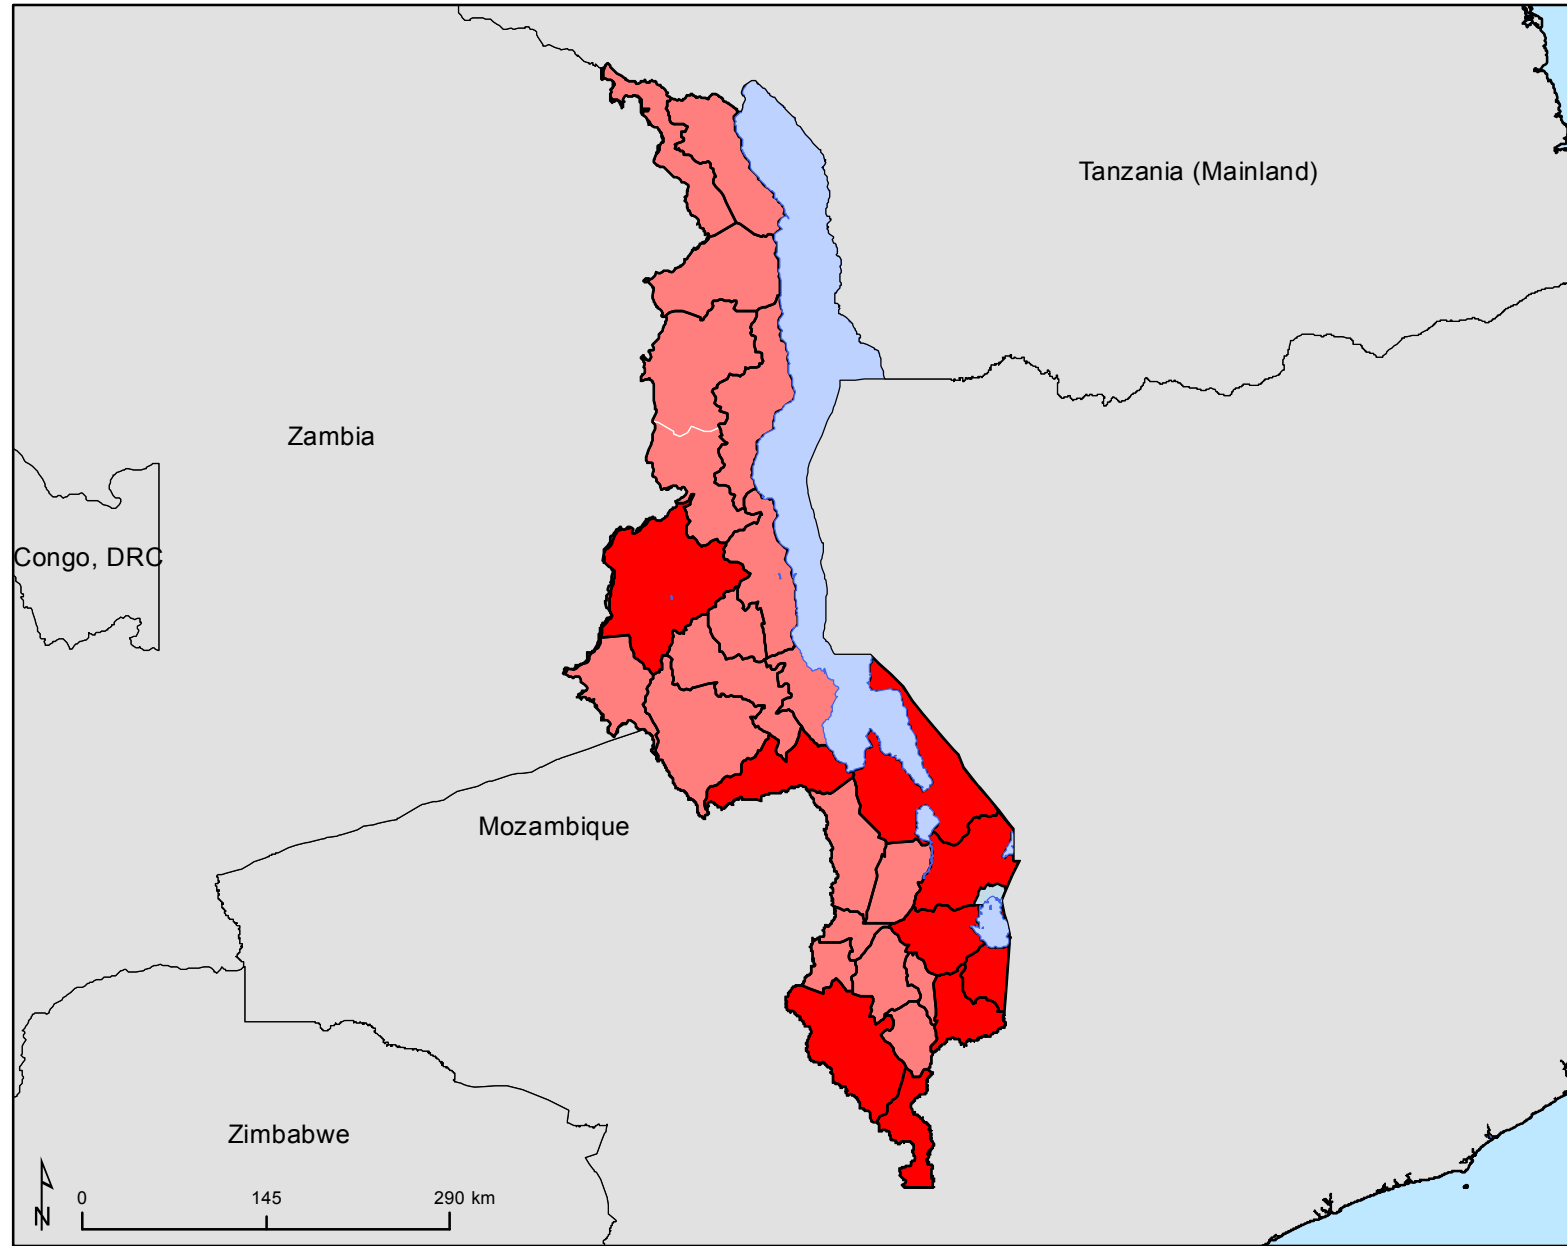 Tanzania (Mainland)
Zambia
Congo, DRC
Mozambique
Zimbabwe
N
0 145 290 km